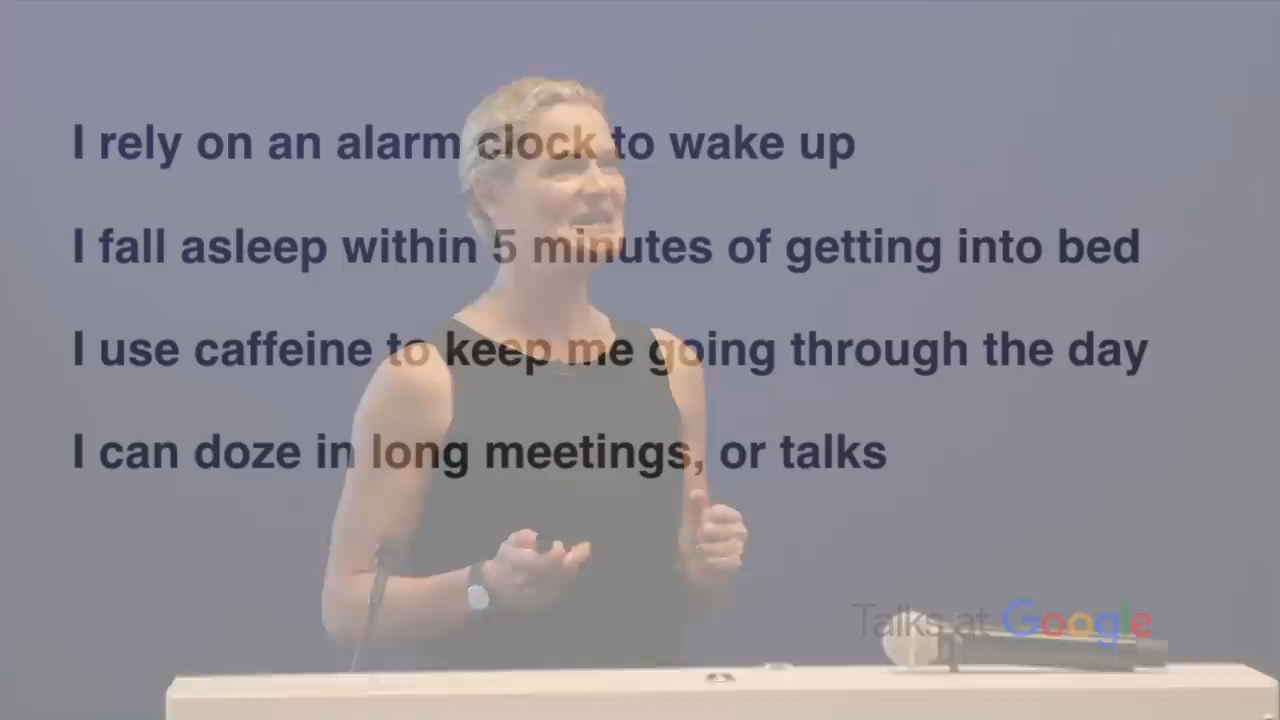 I rely on an alarm clock to wake up
I fall asleep within 5 minutes of getting into bed
I use caffeine to keep me going through the day
I can doze in long meetings, or talks
Talks at Google